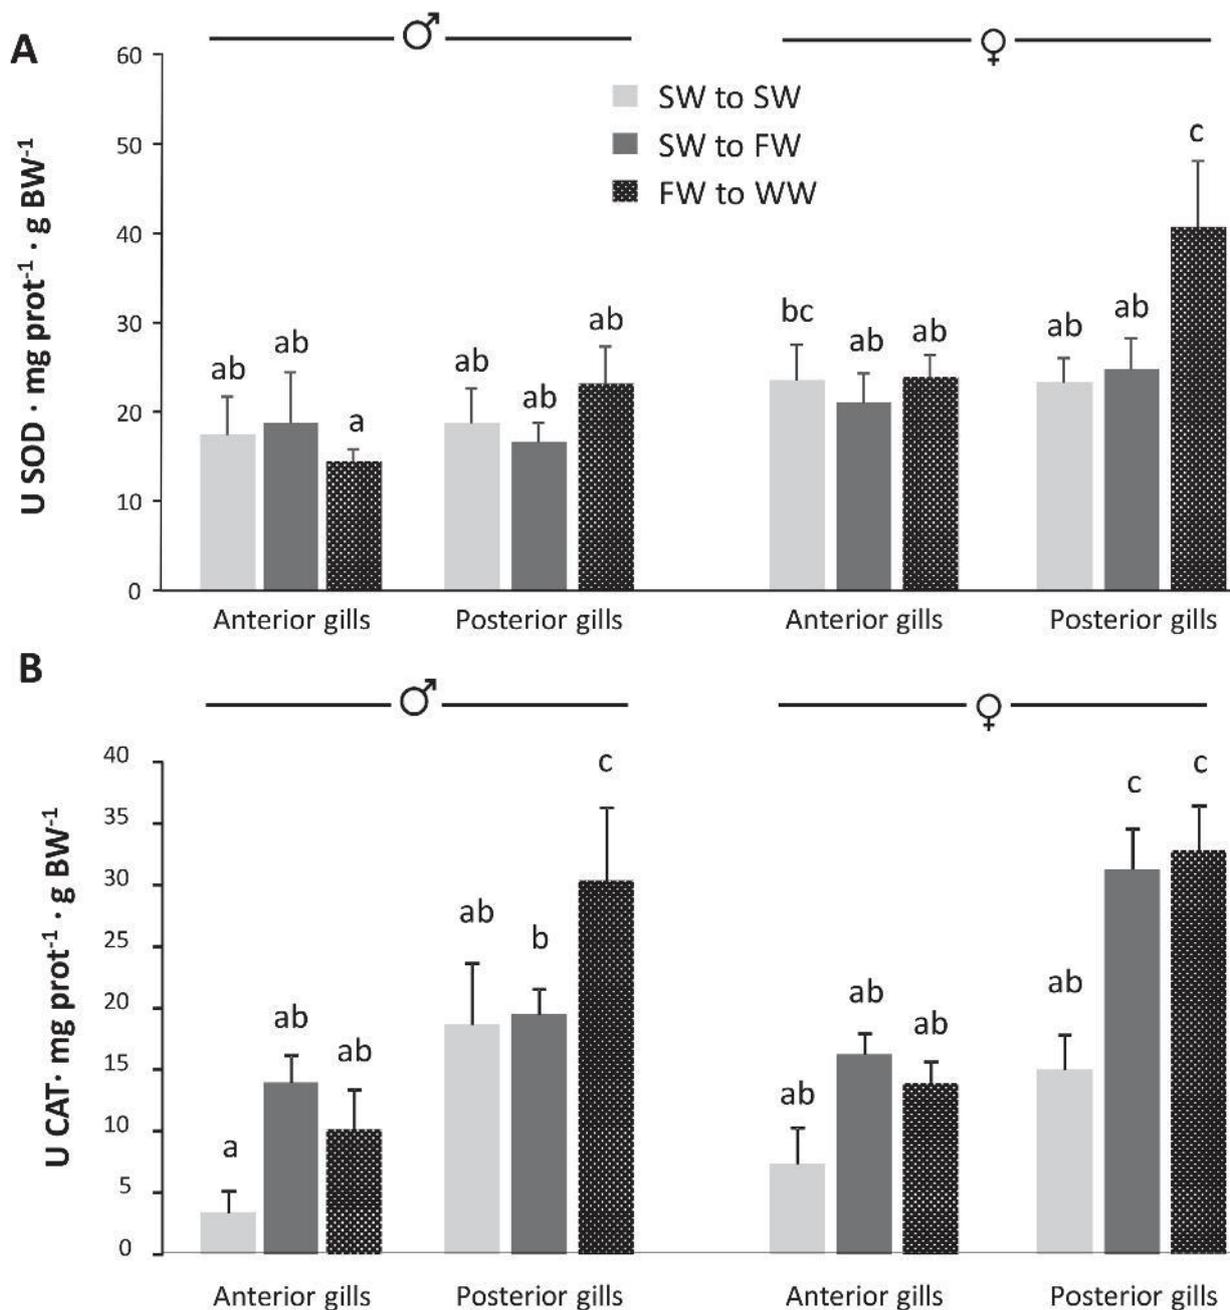 A
♂ ♀
60
50
40
30
20
10
0
U SOD · mg prot⁻¹ · g BW⁻¹
SW to SW
SW to FW
FW to WW
ab ab a ab ab ab bc ab ab ab ab c
Anterior gills Posterior gills Anterior gills Posterior gills
B
♂ ♀
40
35
30
25
20
15
10
5
0
U CAT· mg prot⁻¹ · g BW⁻¹
a ab ab ab b c ab ab ab ab c c
Anterior gills Posterior gills Anterior gills Posterior gills